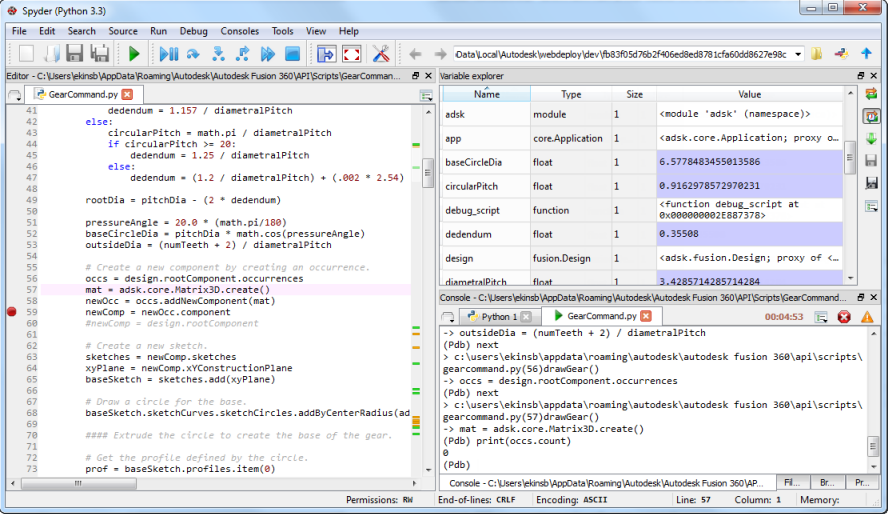 Spyder (Python 3.3)
File Edit Search Source Run Debug Consoles Tools View Help
\Data\Local\Autodesk\webdeploy\dev\fb83f05d76b2f406ed8ed8781cfa60dd8627e98c
Editor - C:\Users\ekinsb\AppData\Roaming\Autodesk\Autodesk Fusion 360\API\Scripts\GearComman...
GearCommand.py
41 dedendum = 1.157 / diametralPitch
42 else:
43 circularPitch = math.pi / diametralPitch
44 if circularPitch >= 20:
45 dedendum = 1.25 / diametralPitch
46 else:
47 dedendum = (1.2 / diametralPitch) + (.002 * 2.54)
48
49 rootDia = pitchDia - (2 * dedendum)
50
51 pressureAngle = 20.0 * (math.pi/180)
52 baseCircleDia = pitchDia * math.cos(pressureAngle)
53 outsideDia = (numTeeth + 2) / diametralPitch
54
55 # Create a new component by creating an occurrence.
56 occs = design.rootComponent.occurrences
57 mat = adsk.core.Matrix3D.create()
58 newOcc = occs.addNewComponent(mat)
59 newComp = newOcc.component
60 #newComp = design.rootComponent
61
62 # Create a new sketch.
63 sketches = newComp.sketches
64 xyPlane = newComp.xYConstructionPlane
65 baseSketch = sketches.add(xyPlane)
66
67 # Draw a circle for the base.
68 baseSketch.sketchCurves.sketchCircles.addByCenterRadius(ad
69
70 #### Extrude the circle to create the base of the gear.
71
72 # Get the profile defined by the circle.
73 prof = baseSketch.profiles.item(0)
Variable explorer
Name Type Size Value
adsk module 1 <module 'adsk' (namespace)>
app core.Application 1 <adsk.core.Application; proxy o...
baseCircleDia float 1 6.5778483455013586
circularPitch float 1 0.9162978572970231
debug_script function 1 <function debug_script at
0x000000002E887378>
dedendum float 1 0.35508
design fusion.Design 1 <adsk.fusion.Design; proxy of <...
diametralPitch float 1 3.4285714285714284
Console - C:\Users\ekinsb\AppData\Roaming\Autodesk\Autodesk Fusion 360\API\Scripts\GearCommand...
Python 1 GearCommand.py 00:04:53
-> outsideDia = (numTeeth + 2) / diametralPitch
(Pdb) next
> c:\users\ekinsb\appdata\roaming\autodesk\autodesk fusion 360\api\scripts\
gearcommand.py(56)drawGear()
-> occs = design.rootComponent.occurrences
(Pdb) next
> c:\users\ekinsb\appdata\roaming\autodesk\autodesk fusion 360\api\scripts\
gearcommand.py(57)drawGear()
-> mat = adsk.core.Matrix3D.create()
(Pdb) print(occs.count)
0
(Pdb)
Console - C:\Users\ekinsb\AppData\Roaming\Autodesk\Autodesk Fusion 360\AP... Fil... Br... Pr...
Permissions: RW End-of-lines: CRLF Encoding: ASCII Line: 57 Column: 1 Memory: